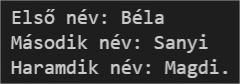 Első név: Béla
Második név: Sanyi
Haramdik név: Magdi.